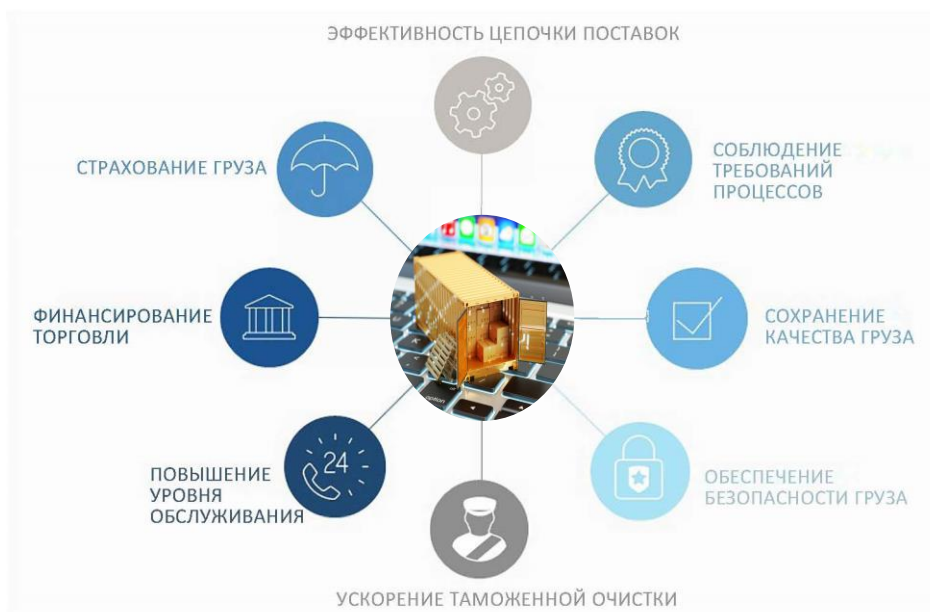 ЭФФЕКТИВНОСТЬ ЦЕПОЧКИ ПОСТАВОК
СТРАХОВАНИЕ ГРУЗА
СОБЛЮДЕНИЕ
ТРЕБОВАНИЙ
ПРОЦЕССОВ
ФИНАНСИРОВАНИЕ
ТОРГОВЛИ
СОХРАНЕНИЕ
КАЧЕСТВА ГРУЗА
option
24
ПОВЫШЕНИЕ
УРОВНЯ
ОБСЛУЖИВАНИЯ
ОБЕСПЕЧЕНИЕ
БЕЗОПАСНОСТИ ГРУЗА
УСКОРЕНИЕ ТАМОЖЕННОЙ ОЧИСТКИ